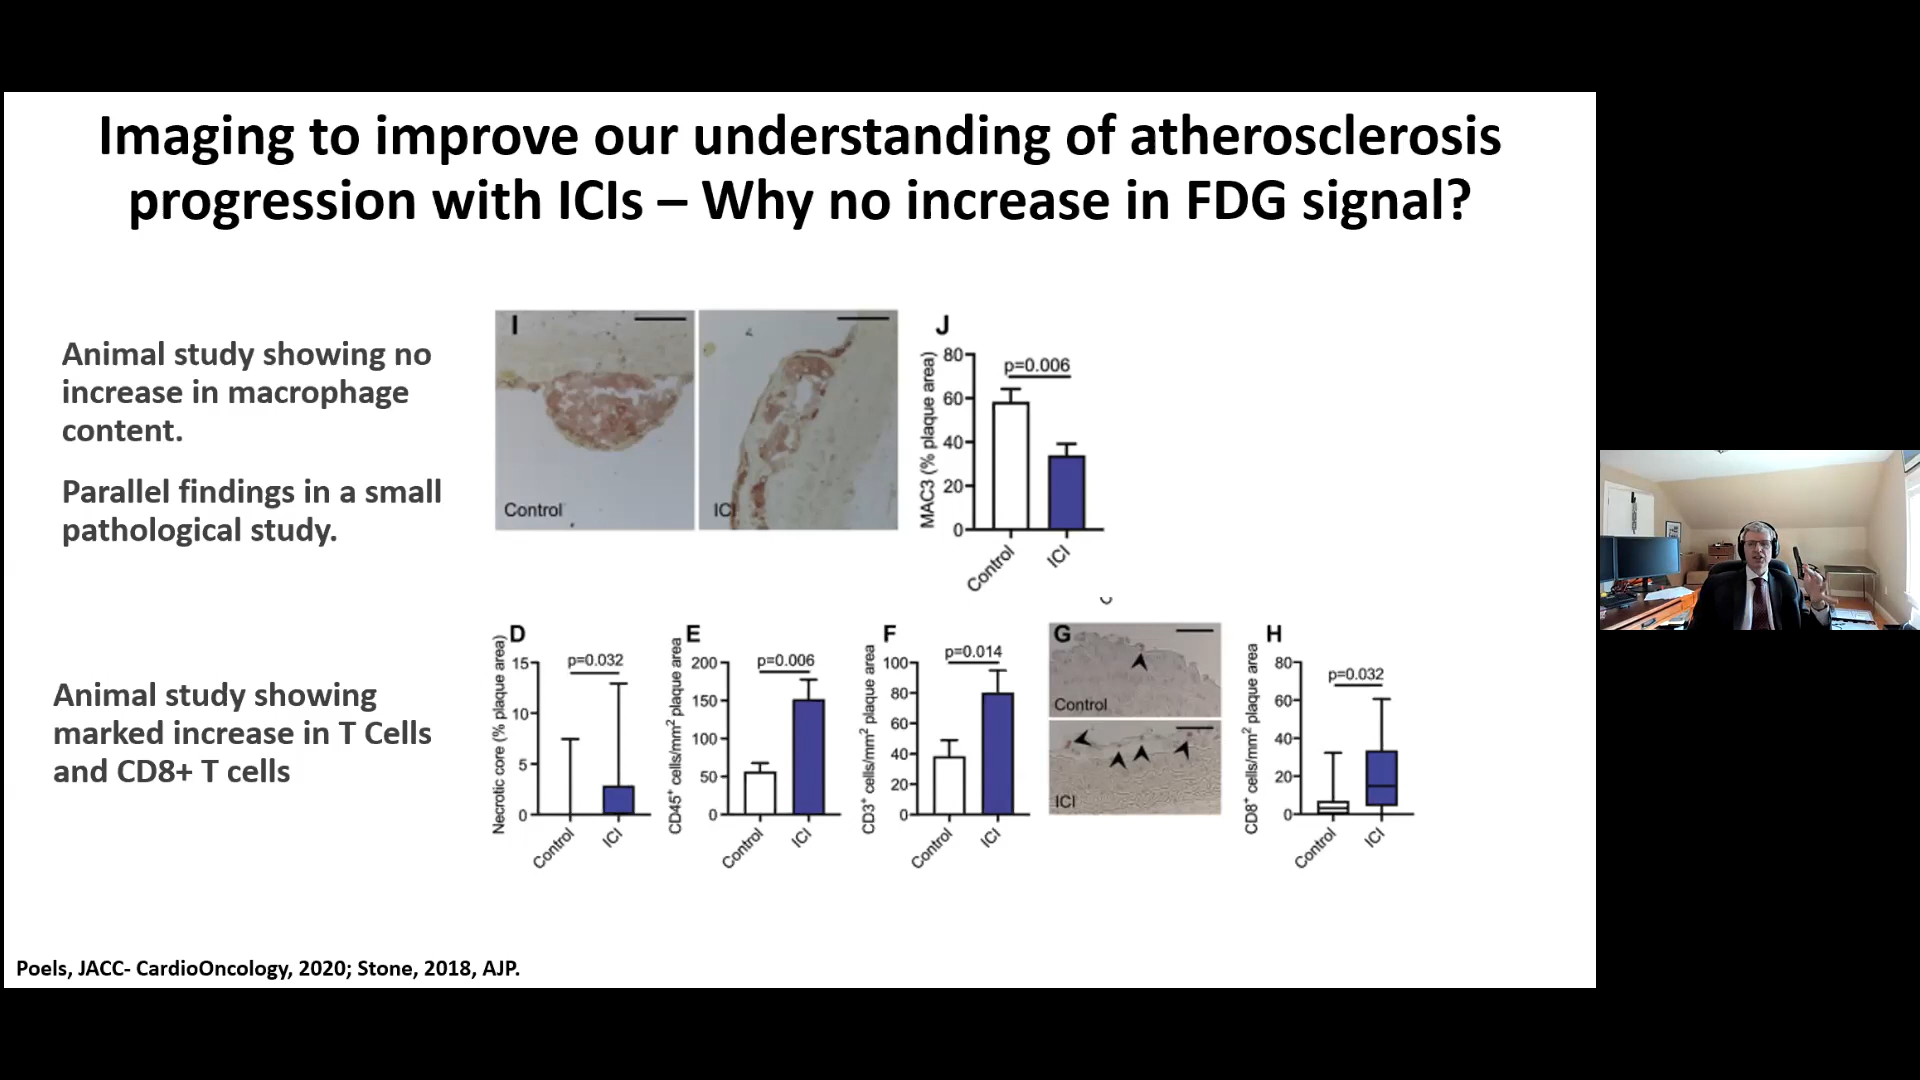 Imaging to improve our understanding of atherosclerosis
progression with ICIs – Why no increase in FDG signal?
Animal study showing no
increase in macrophage
content.
Parallel findings in a small
pathological study.
I
Control
ICI
J
MAC3 (% plaque area)
80
60
40
20
0
p=0.006
Control
ICI
Animal study showing
marked increase in T Cells
and CD8+ T cells
D
Necrotic core (% plaque area)
15
10
5
0
p=0.032
Control
ICI
E
CD45⁺ cells/mm² plaque area
200
150
100
50
0
p=0.006
Control
ICI
F
CD3⁺ cells/mm² plaque area
100
80
60
40
20
0
p=0.014
Control
ICI
G
Control
ICI
H
CD8⁺ cells/mm² plaque area
80
60
40
20
0
p=0.032
Control
ICI
Poels, JACC- CardioOncology, 2020; Stone, 2018, AJP.